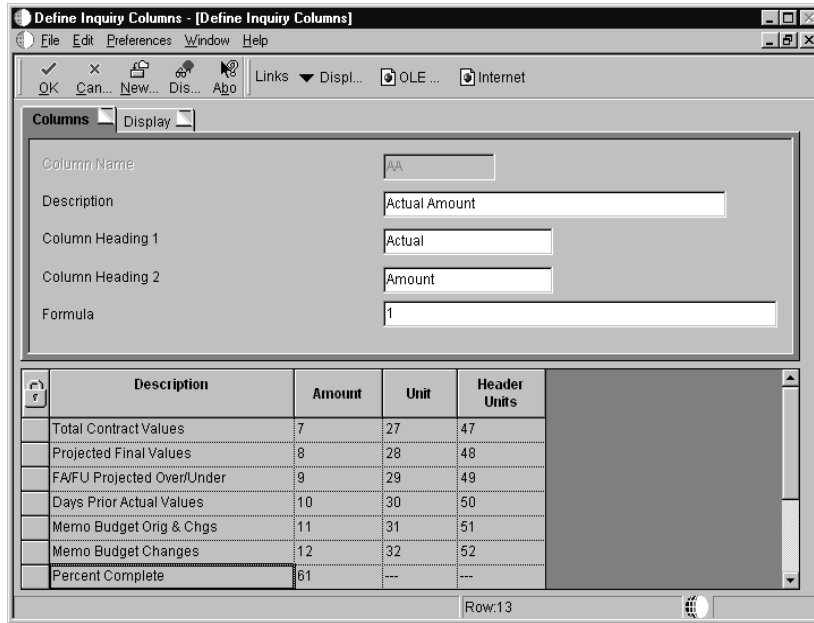 Define Inquiry Columns - [Define Inquiry Columns]
File Edit Preferences Window Help
OK Can... New... Dis... Abo Links Displ... OLE ... Internet
Columns Display
Column Name AA
Description Actual Amount
Column Heading 1 Actual
Column Heading 2 Amount
Formula 1
Description Amount Unit Header Units
Total Contract Values 7 27 47
Projected Final Values 8 28 48
FA/FU Projected Over/Under 9 29 49
Days Prior Actual Values 10 30 50
Memo Budget Orig & Chgs 11 31 51
Memo Budget Changes 12 32 52
Percent Complete 61 --- ---
Row:13